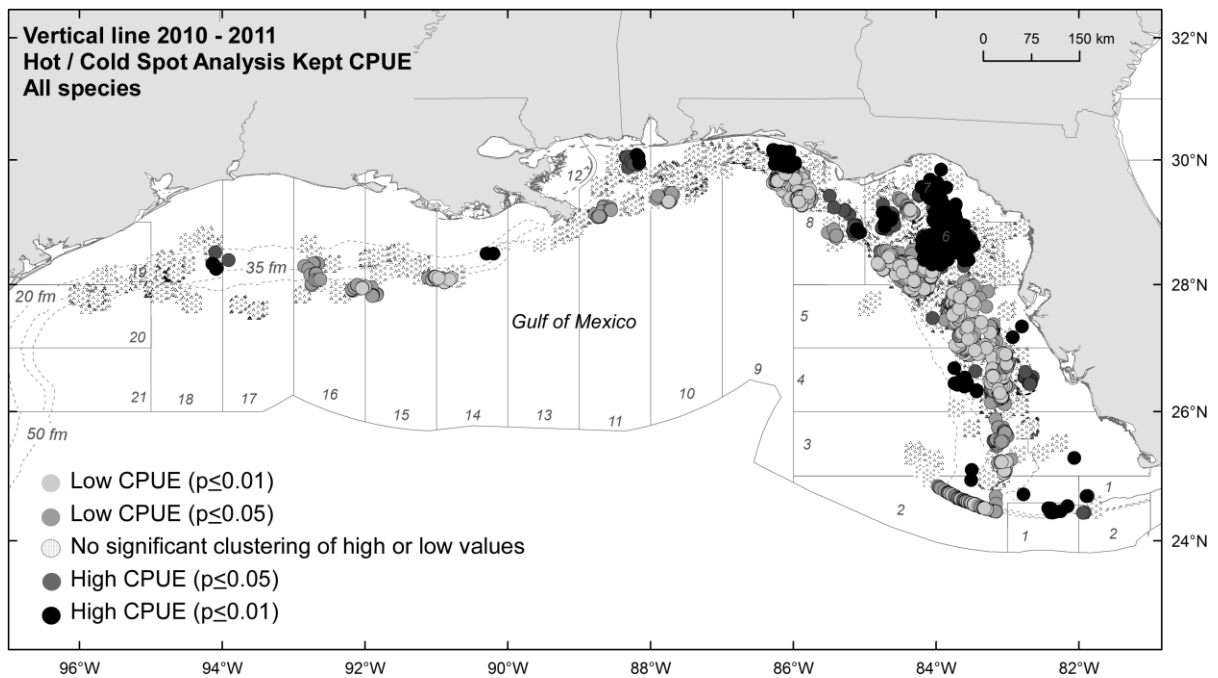 Vertical line 2010 - 2011
Hot / Cold Spot Analysis Kept CPUE
All species
0 75 150 km
32°N
30°N
28°N
26°N
24°N
12
7
6
8
19
35 fm
20 fm
20
5
Gulf of Mexico
4
9
21
18
17
16
15
14
13
11
10
3
50 fm
2
1
1
2
Low CPUE (p≤0.01)
Low CPUE (p≤0.05)
No significant clustering of high or low values
High CPUE (p≤0.05)
High CPUE (p≤0.01)
96°W 94°W 92°W 90°W 88°W 86°W 84°W 82°W